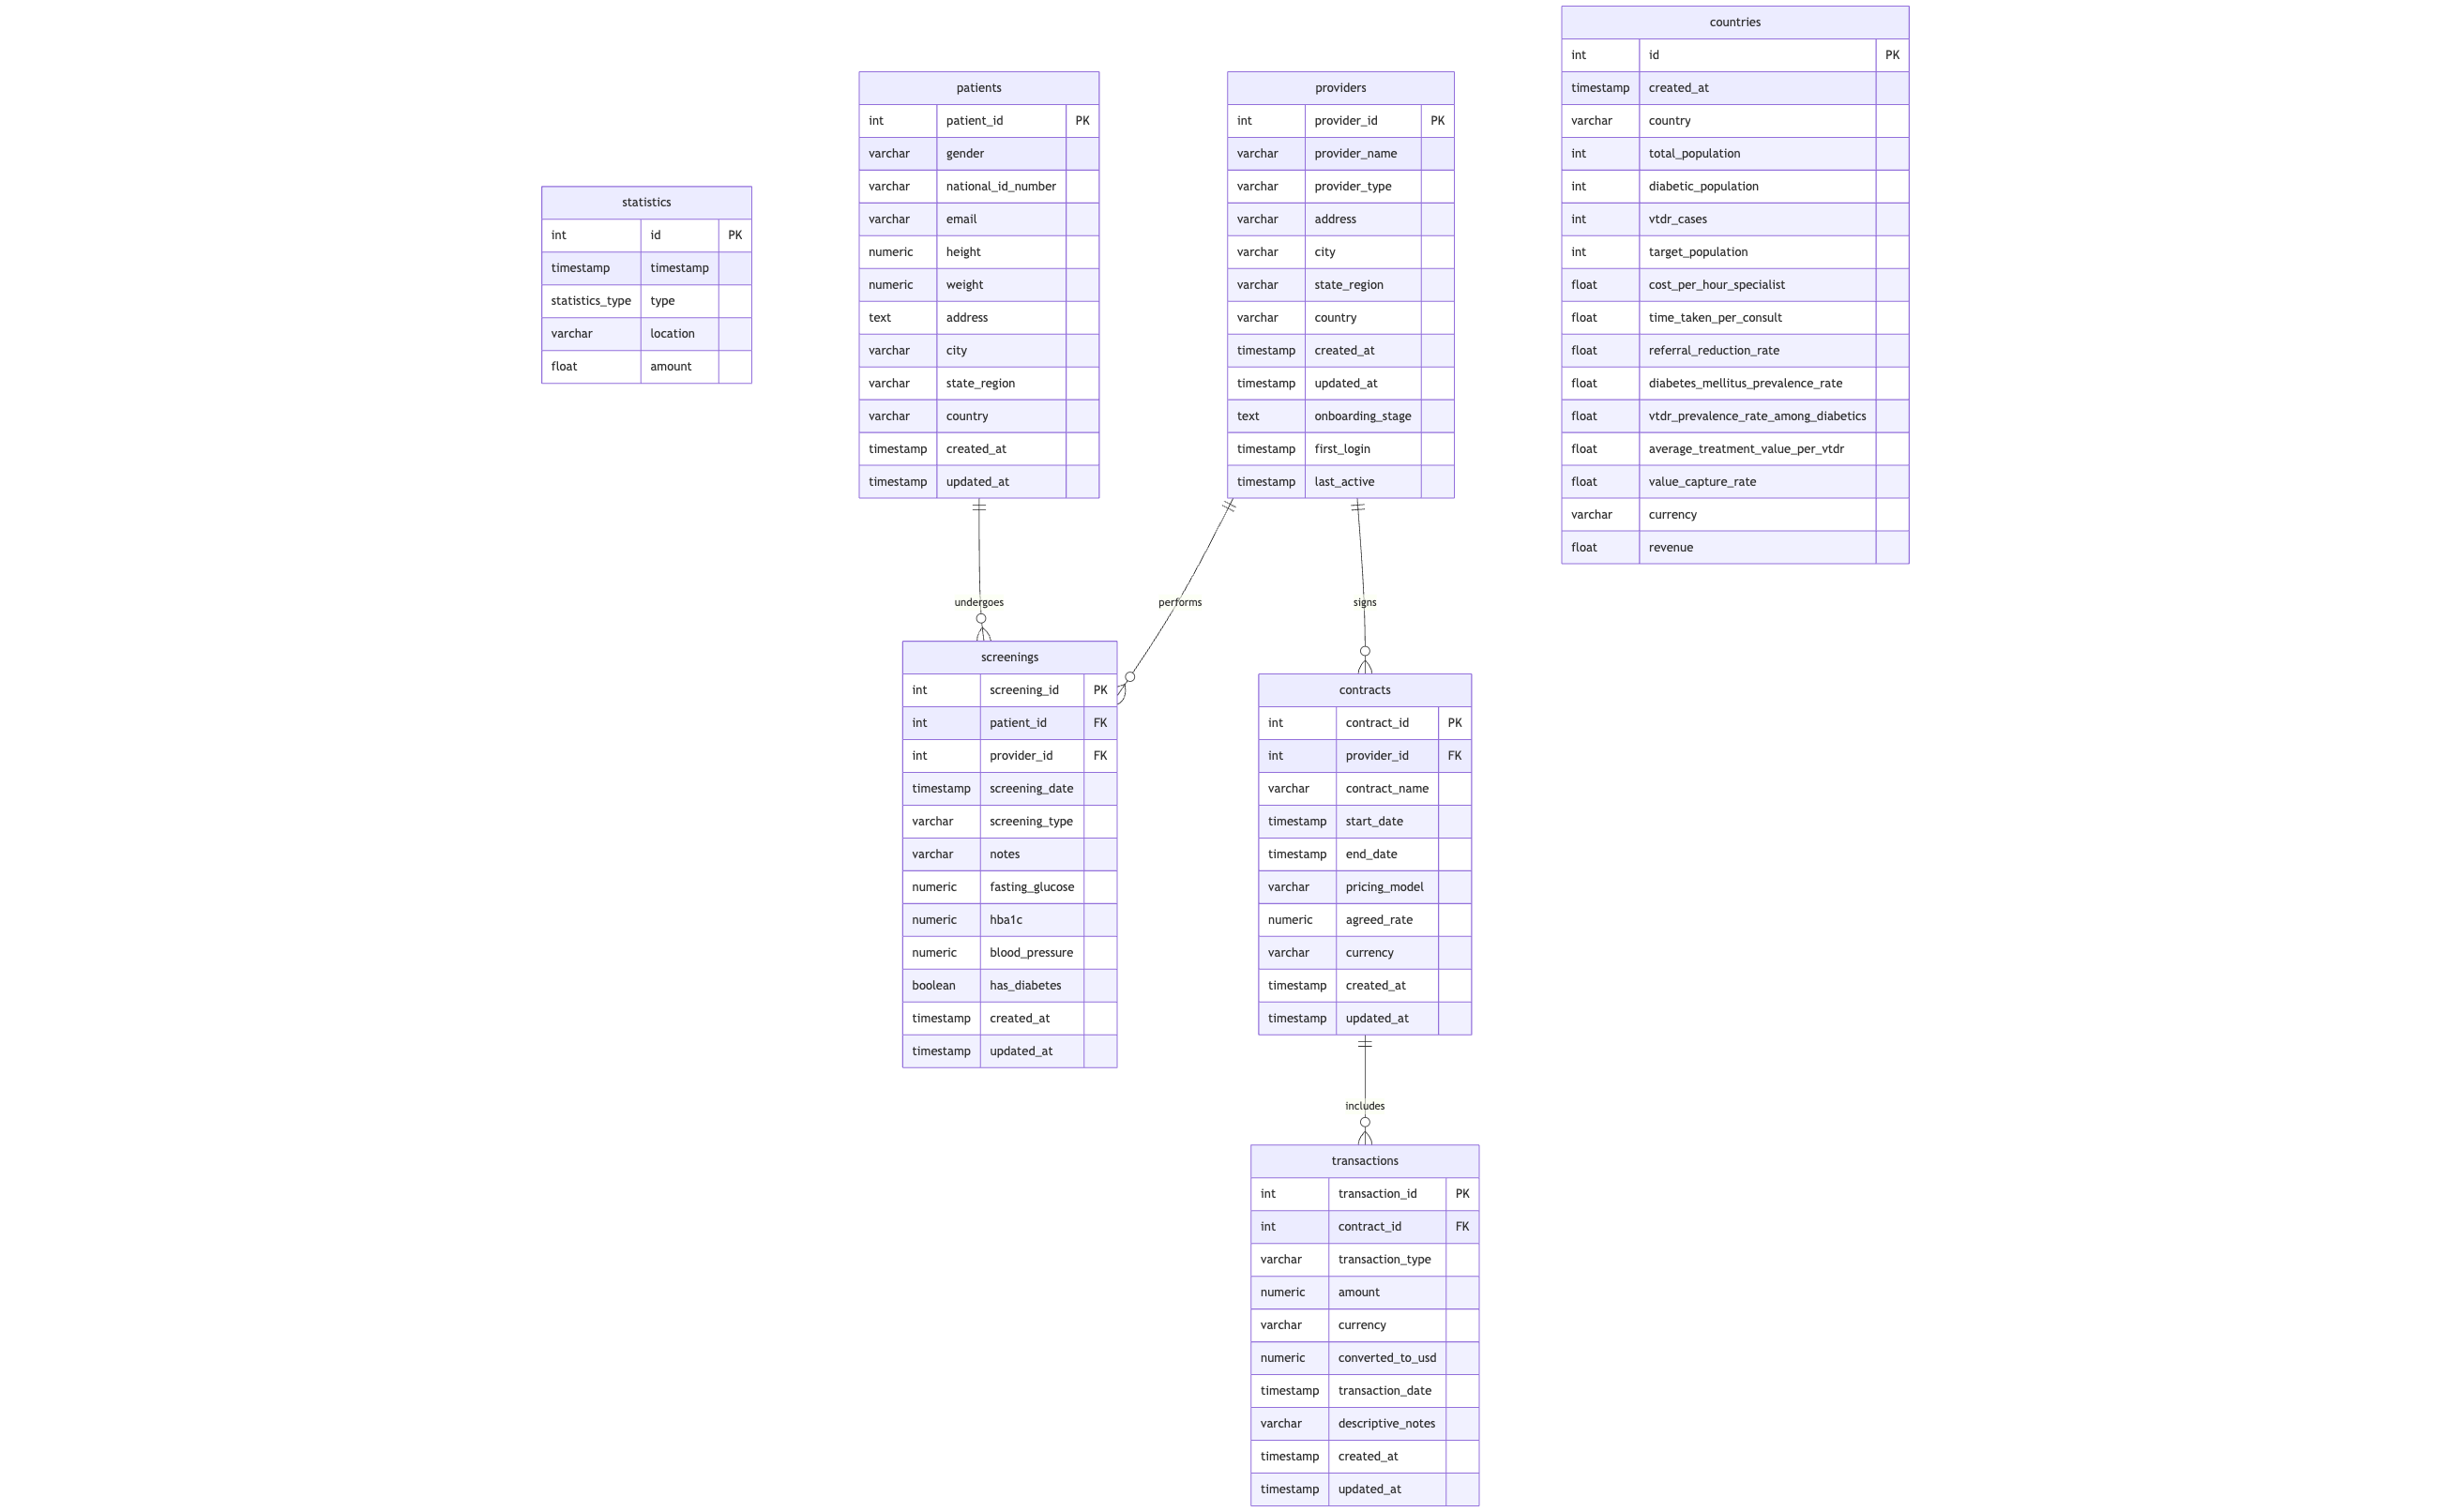 statistics
int id PK
timestamp timestamp
statistics_type type
varchar location
float amount
patients
int patient_id PK
varchar gender
varchar national_id_number
varchar email
numeric height
numeric weight
text address
varchar city
varchar state_region
varchar country
timestamp created_at
timestamp updated_at
providers
int provider_id PK
varchar provider_name
varchar provider_type
varchar address
varchar city
varchar state_region
varchar country
timestamp created_at
timestamp updated_at
text onboarding_stage
timestamp first_login
timestamp last_active
countries
int id PK
timestamp created_at
varchar country
int total_population
int diabetic_population
int vtdr_cases
int target_population
float cost_per_hour_specialist
float time_taken_per_consult
float referral_reduction_rate
float diabetes_mellitus_prevalence_rate
float vtdr_prevalence_rate_among_diabetics
float average_treatment_value_per_vtdr
float value_capture_rate
varchar currency
float revenue
undergoes
performs
signs
screenings
int screening_id PK
int patient_id FK
int provider_id FK
timestamp screening_date
varchar screening_type
varchar notes
numeric fasting_glucose
numeric hba1c
numeric blood_pressure
boolean has_diabetes
timestamp created_at
timestamp updated_at
contracts
int contract_id PK
int provider_id FK
varchar contract_name
timestamp start_date
timestamp end_date
varchar pricing_model
numeric agreed_rate
varchar currency
timestamp created_at
timestamp updated_at
includes
transactions
int transaction_id PK
int contract_id FK
varchar transaction_type
numeric amount
varchar currency
numeric converted_to_usd
timestamp transaction_date
varchar descriptive_notes
timestamp created_at
timestamp updated_at